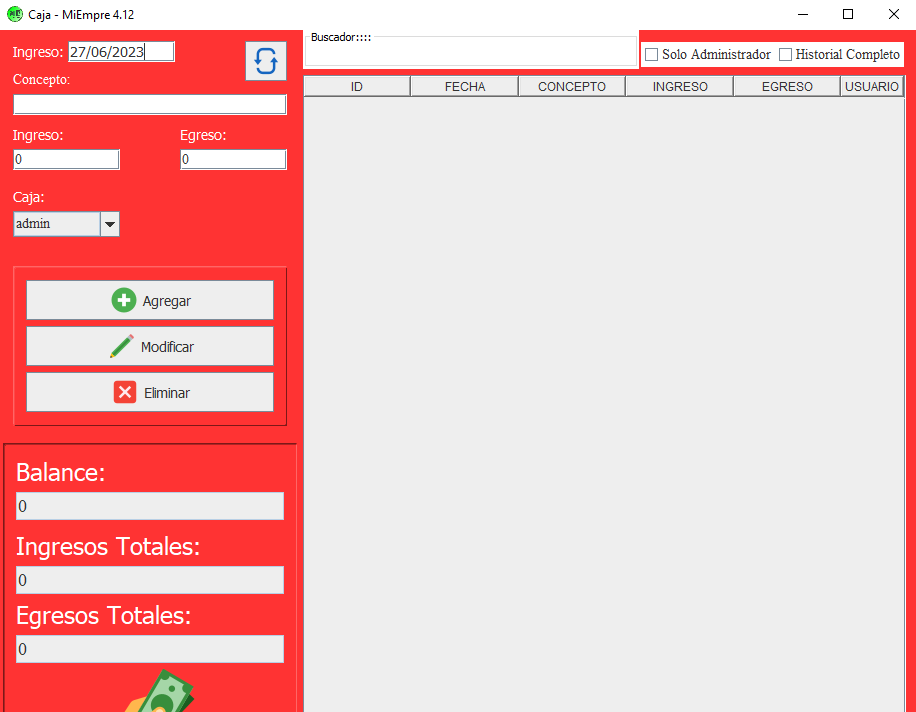 Caja - MiEmpre 4.12
Ingreso: 27/06/2023
Concepto:
Ingreso: Egreso:
0 0
Caja:
admin
Agregar
Modificar
Eliminar
Balance:
0
Ingresos Totales:
0
Egresos Totales:
0
Buscador::::
Solo Administrador Historial Completo
ID FECHA CONCEPTO INGRESO EGRESO USUARIO